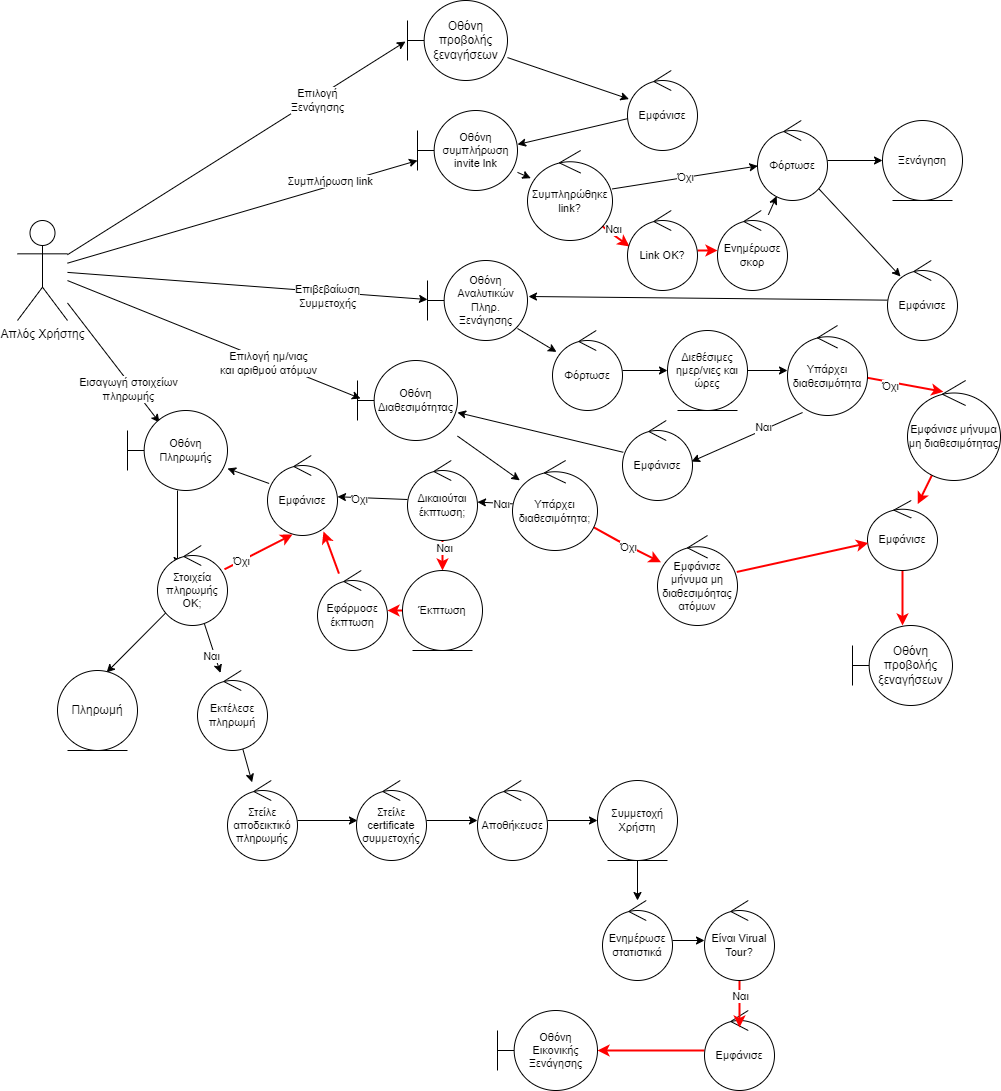 Οθόνη
προβολής
ξεναγήσεων
Επιλογή
Ξενάγησης
Εμφάνισε
Οθόνη
συμπλήρωση
invite lnk
Συμπλήρωση link
Συμπληρώθηκε
link?
Όχι
Φόρτωσε
Ξενάγηση
Ναι
Link OK?
Ενημέρωσε
σκορ
Απλός Χρήστης
Επιβεβαίωση
Συμμετοχής
Οθόνη
Αναλυτικών
Πληρ.
Ξενάγησης
Εμφάνισε
Φόρτωσε
Διεθέσιμες
ημερ/νιες και
ώρες
Υπάρχει
διαθεσιμότητα
Όχι
Εμφάνισε μήνυμα
μη διαθεσιμότητας
Ναι
Επιλογή ημ/νιας
και αριθμού ατόμων
Οθόνη
Διαθεσιμότητας
Εμφάνισε
Εισαγωγή στοιχείων
πληρωμής
Οθόνη
Πληρωμής
Εμφάνισε
Όχι
Δικαιούται
έκπτωση;
Ναι
Υπάρχει
διαθεσιμότητα;
Όχι
Εμφάνισε
Ναι
Όχι
Στοιχεία
πληρωμής
OK;
Εφάρμοσε
έκπτωση
Έκπτωση
Εμφάνισε
μήνυμα μη
διαθεσιμόητας
ατόμων
Οθόνη
προβολής
ξεναγήσεων
Ναι
Πληρωμή
Εκτέλεσε
πληρωμή
Στείλε
αποδεικτικό
πληρωμής
Στείλε
certificate
συμμετοχής
Αποθήκευσε
Συμμετοχή
Χρήστη
Ενημέρωσε
στατιστικά
Είναι Virual
Tour?
Ναι
Οθόνη
Εικονικής
Ξενάγησης
Εμφάνισε